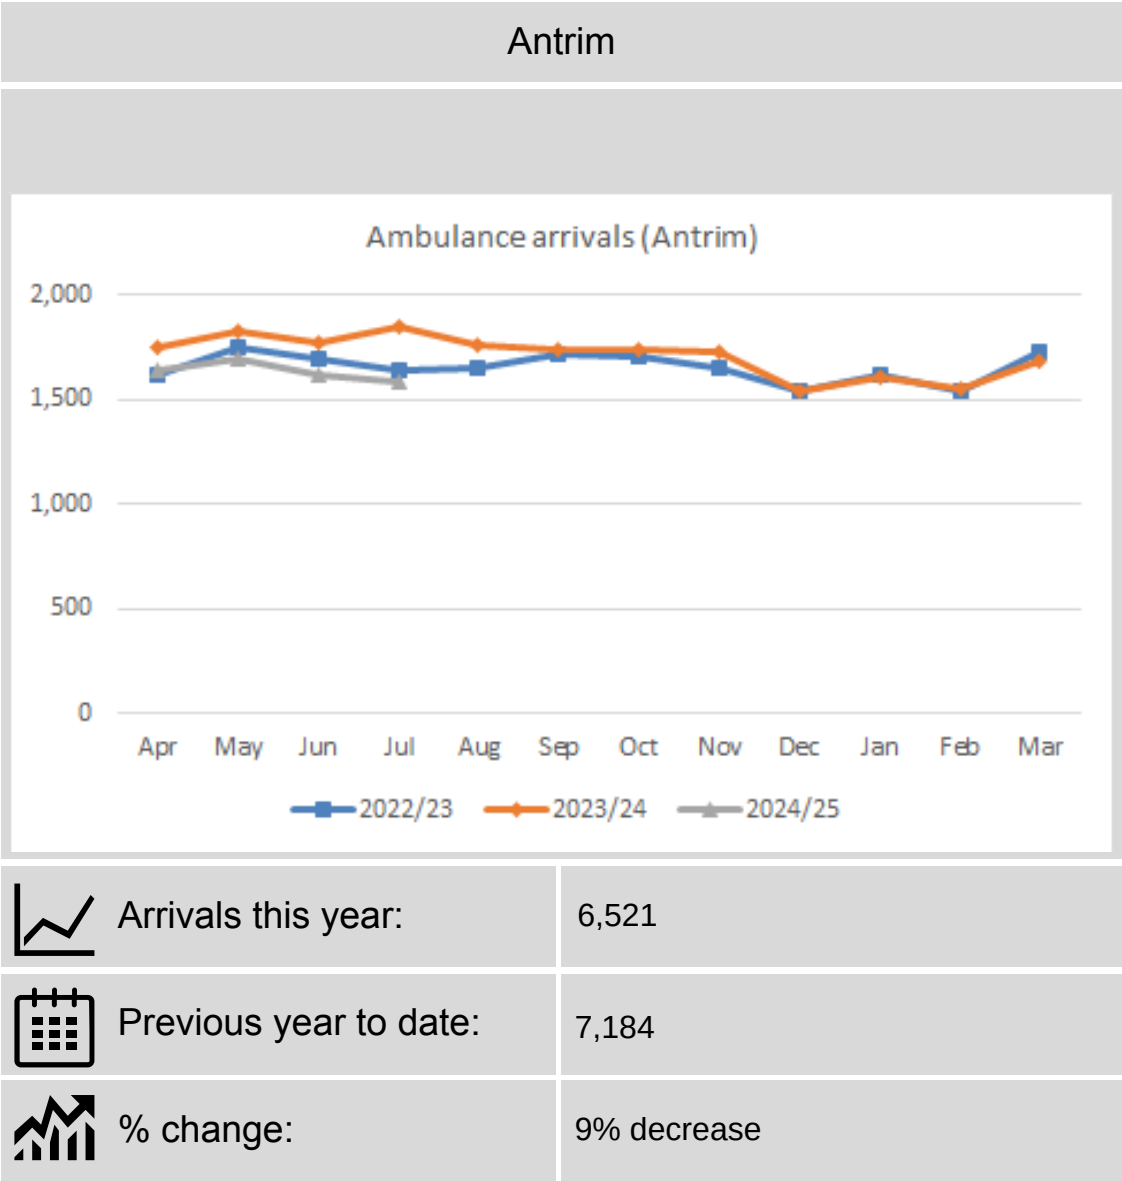 Antrim
Ambulance arrivals (Antrim)
2,000
1,500
1,000
500
0
Apr May Jun Jul Aug Sep Oct Nov Dec Jan Feb Mar
2022/23 2023/24 2024/25
Arrivals this year: 6,521
Previous year to date: 7,184
% change: 9% decrease